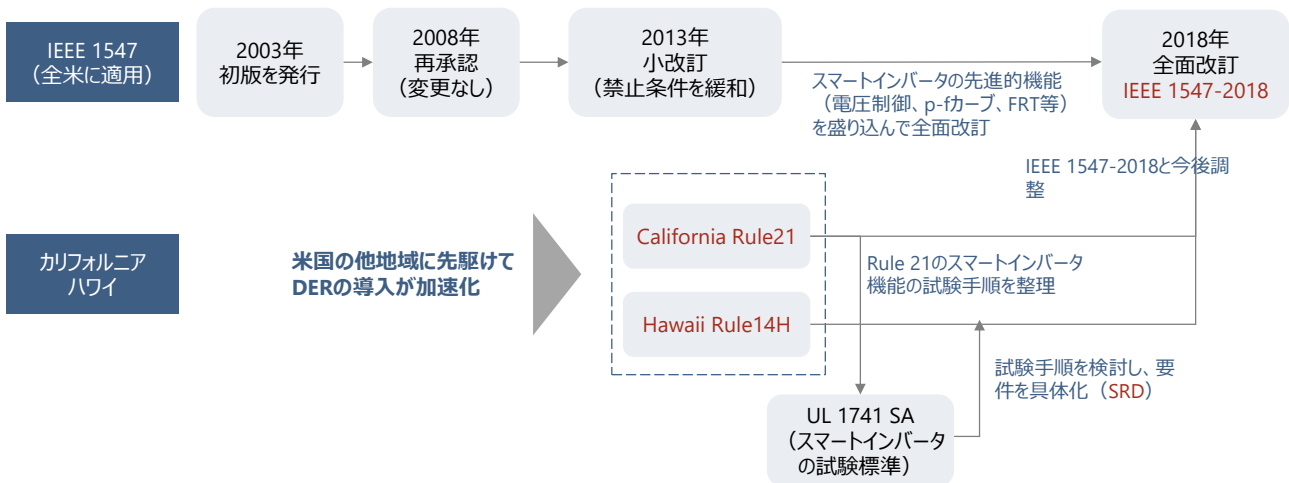 IEEE 1547
（全米に適用）
2003年
初版を発行
2008年
再承認
（変更なし）
2013年
小改訂
（禁止条件を緩和）
スマートインバータの先進的機能
（電圧制御、p-fカーブ、FRT等）
を盛り込んで全面改訂
2018年
全面改訂
IEEE 1547-2018
IEEE 1547-2018と今後調
整
カリフォルニア
ハワイ
米国の他地域に先駆けて
DERの導入が加速化
California Rule21
Hawaii Rule14H
Rule 21のスマートインバータ
機能の試験手順を整理
試験手順を検討し、要
件を具体化（SRD）
UL 1741 SA
（スマートインバータ
の試験標準）